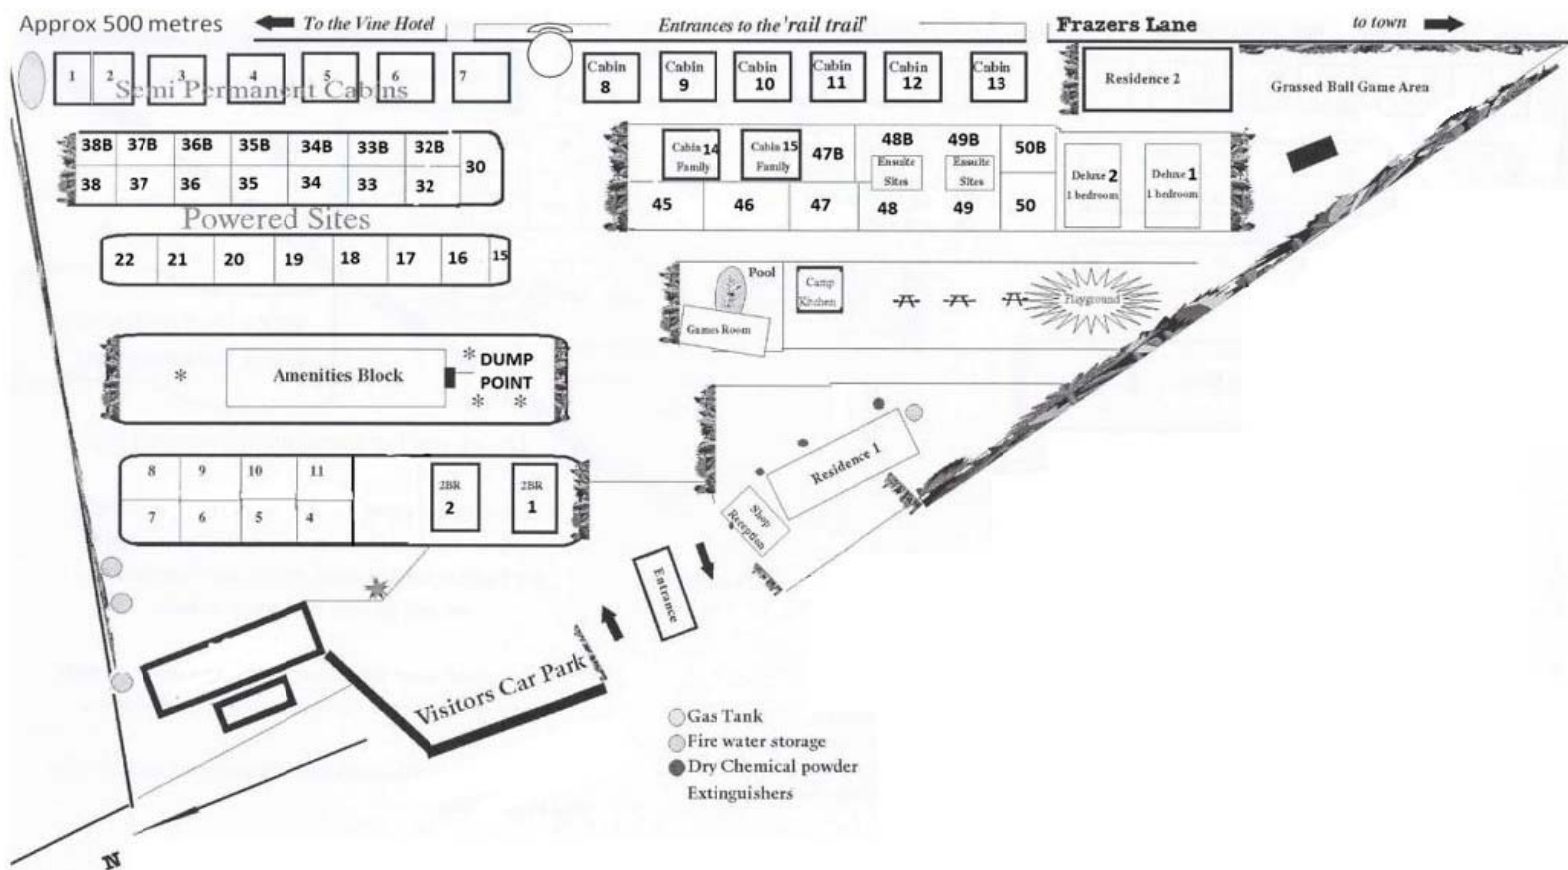 Approx 500 metres
To the Vine Hotel
Entrances to the 'rail trail'
Frazers Lane
to town
1 2 3 4 5 6 7
Semi Permanent Cabins
Cabin 8
Cabin 9
Cabin 10
Cabin 11
Cabin 12
Cabin 13
Residence 2
Grassed Ball Game Area
38B 37B 36B 35B 34B 33B 32B 30
38 37 36 35 34 33 32
Powered Sites
Cabin 14
Family
Cabin 15
Family
47B 48B 49B 50B
Ensuite
Sites
Ensuite
Sites
Deluxe 2
1 bedroom
Deluxe 1
1 bedroom
45 46 47 48 49 50
22 21 20 19 18 17 16 15
Pool
Games Room
Camp
Kitchen
Playground
Amenities Block
DUMP
POINT
8 9 10 11
7 6 5 4
2BR
2
2BR
1
Residence 1
Shop
Reception
Entrance
Visitors Car Park
Gas Tank
Fire water storage
Dry Chemical powder
Extinguishers
N